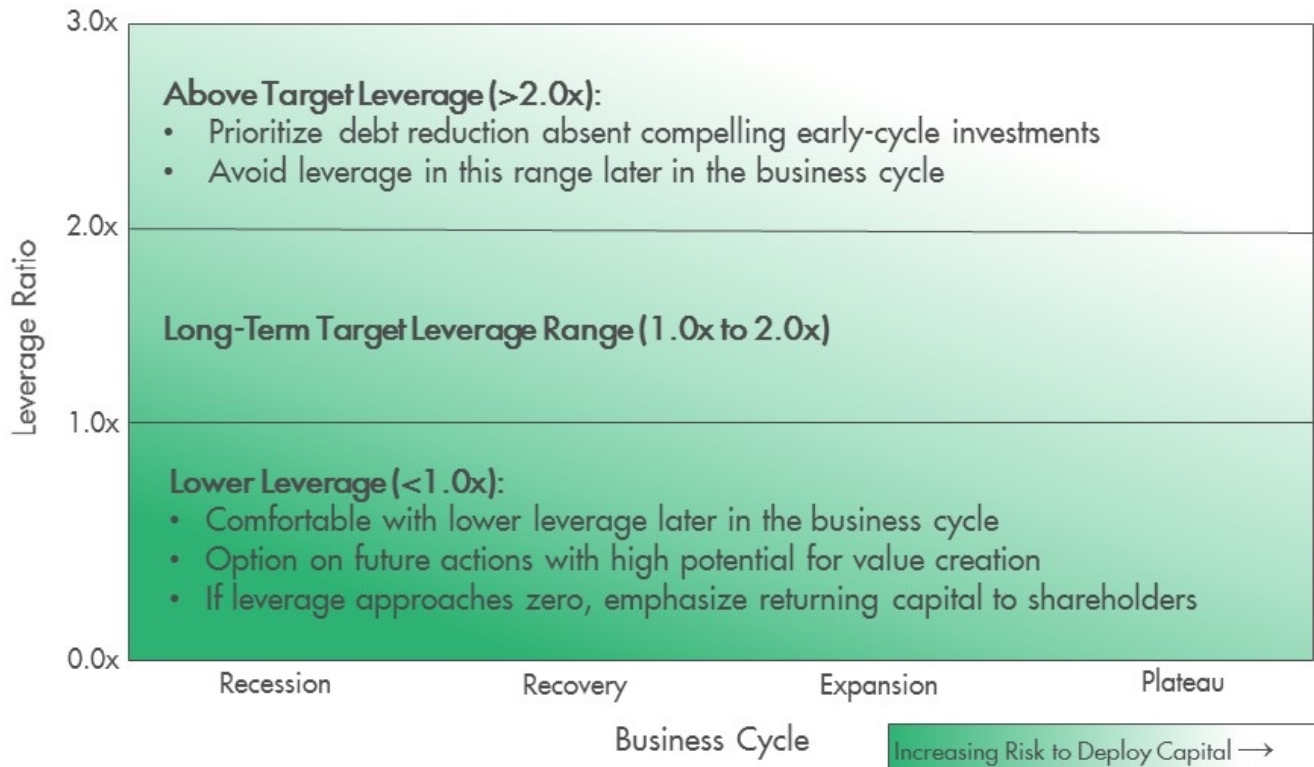 3.0x
Above Target Leverage (>2.0x):
• Prioritize debt reduction absent compelling early-cycle investments
• Avoid leverage in this range later in the business cycle
2.0x
Leverage Ratio
Long-Term Target Leverage Range (1.0x to 2.0x)
1.0x
Lower Leverage (<1.0x):
• Comfortable with lower leverage later in the business cycle
• Option on future actions with high potential for value creation
• If leverage approaches zero, emphasize returning capital to shareholders
0.0x
Recession Recovery Expansion Plateau
Business Cycle
Increasing Risk to Deploy Capital →